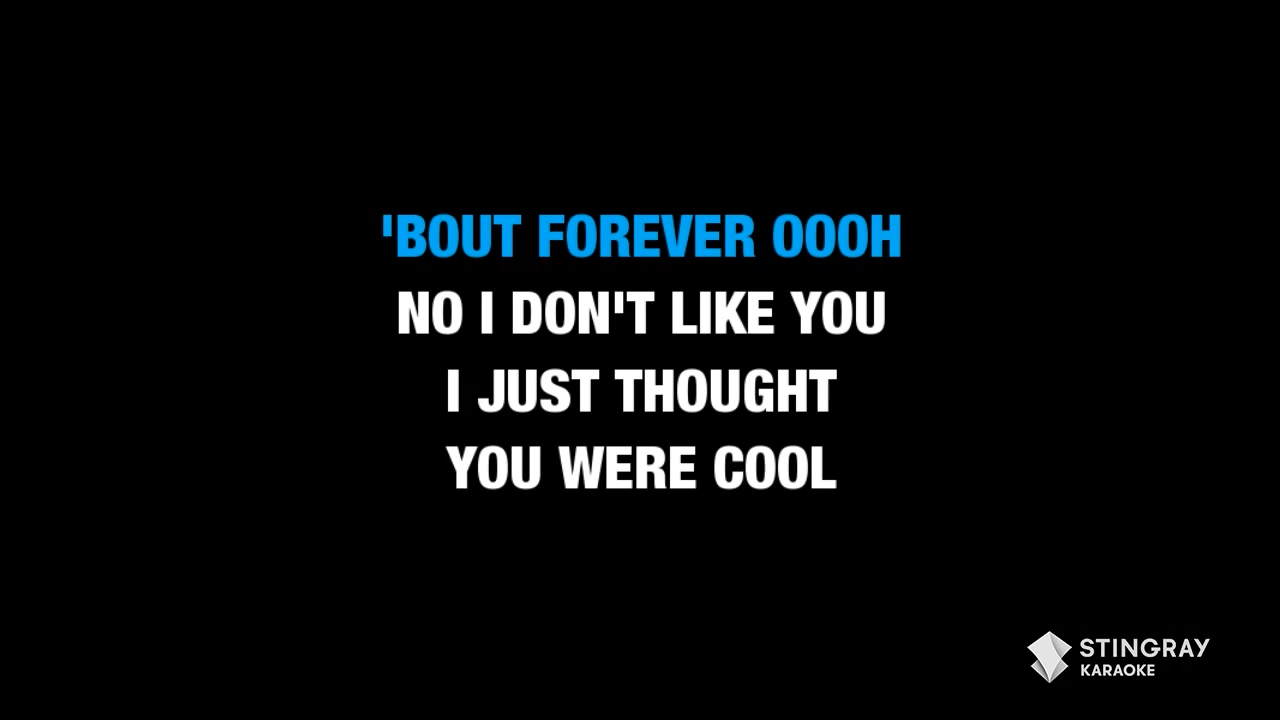 'BOUT FOREVER OOOH
NO I DON'T LIKE YOU
I JUST THOUGHT
YOU WERE COOL
STINGRAY
KARAOKE